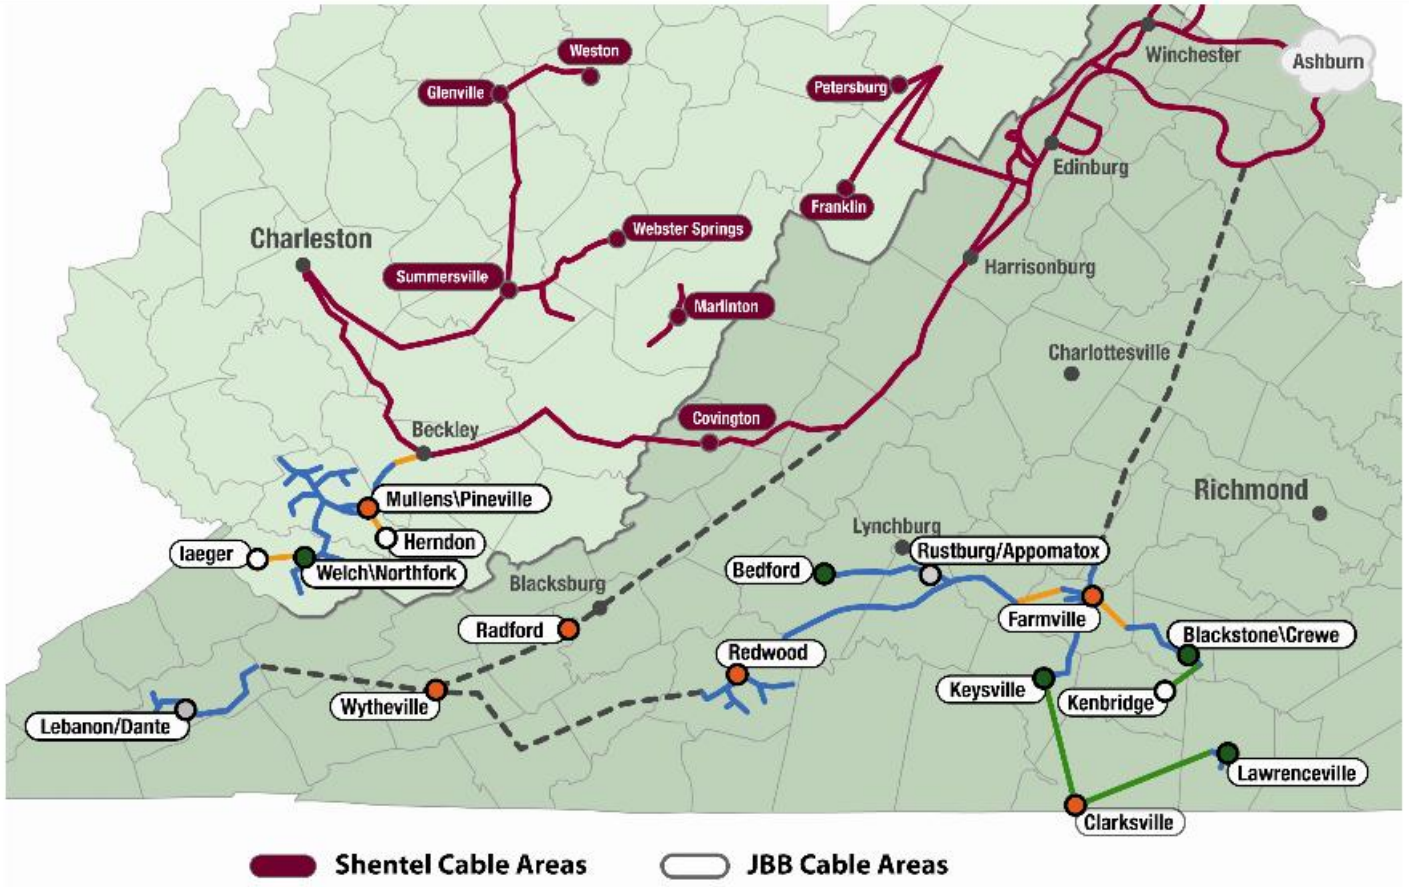 Weston
Winchester
Ashburn
Glenville
Petersburg
Edinburg
Franklin
Webster Springs
Charleston
Summersville
Harrisonburg
Marlinton
Charlottesville
Covington
Beckley
Richmond
Mullens\Pineville
Lynchburg
Herndon
Rustburg/Appomatox
Iaeger
Welch\Northfork
Bedford
Blacksburg
Farmville
Radford
Blackstone\Crewe
Redwood
Keysville
Kenbridge
Wytheville
Lebanon/Dante
Lawrenceville
Clarksville
Shentel Cable Areas
JBB Cable Areas